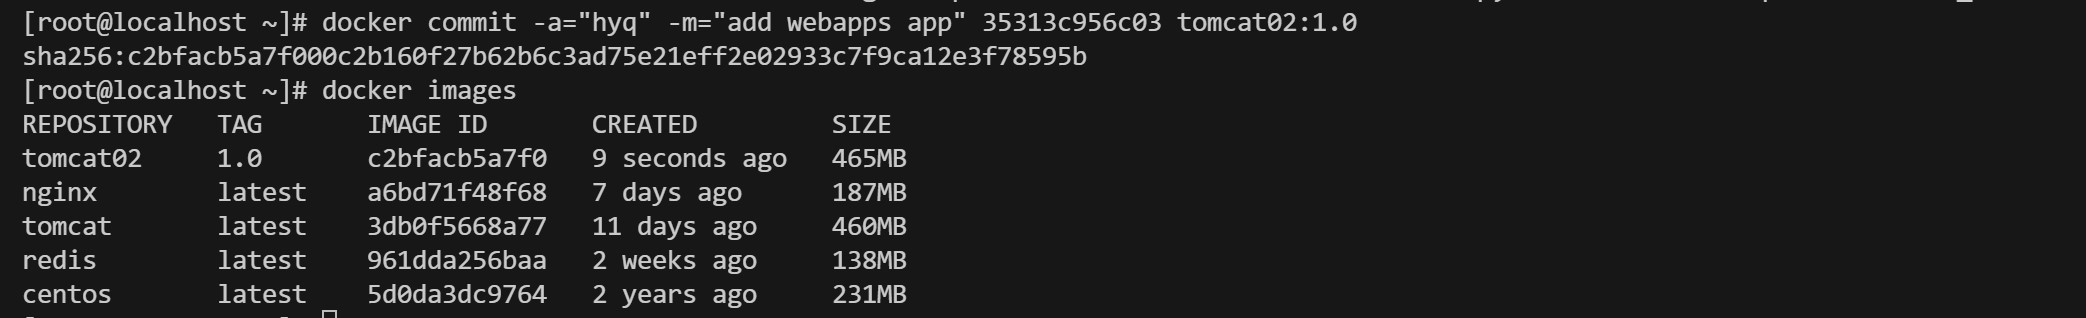 [root@localhost ~]# docker commit -a="hyq" -m="add webapps app" 35313c956c03 tomcat02:1.0
sha256:c2bfacb5a7f000c2b160f27b62b6c3ad75e21eff2e02933c7f9ca12e3f78595b
[root@localhost ~]# docker images
REPOSITORY   TAG       IMAGE ID       CREATED         SIZE
tomcat02     1.0       c2bfacb5a7f0   9 seconds ago   465MB
nginx        latest    a6bd71f48f68   7 days ago      187MB
tomcat       latest    3db0f5668a77   11 days ago     460MB
redis        latest    961dda256baa   2 weeks ago     138MB
centos       latest    5d0da3dc9764   2 years ago     231MB